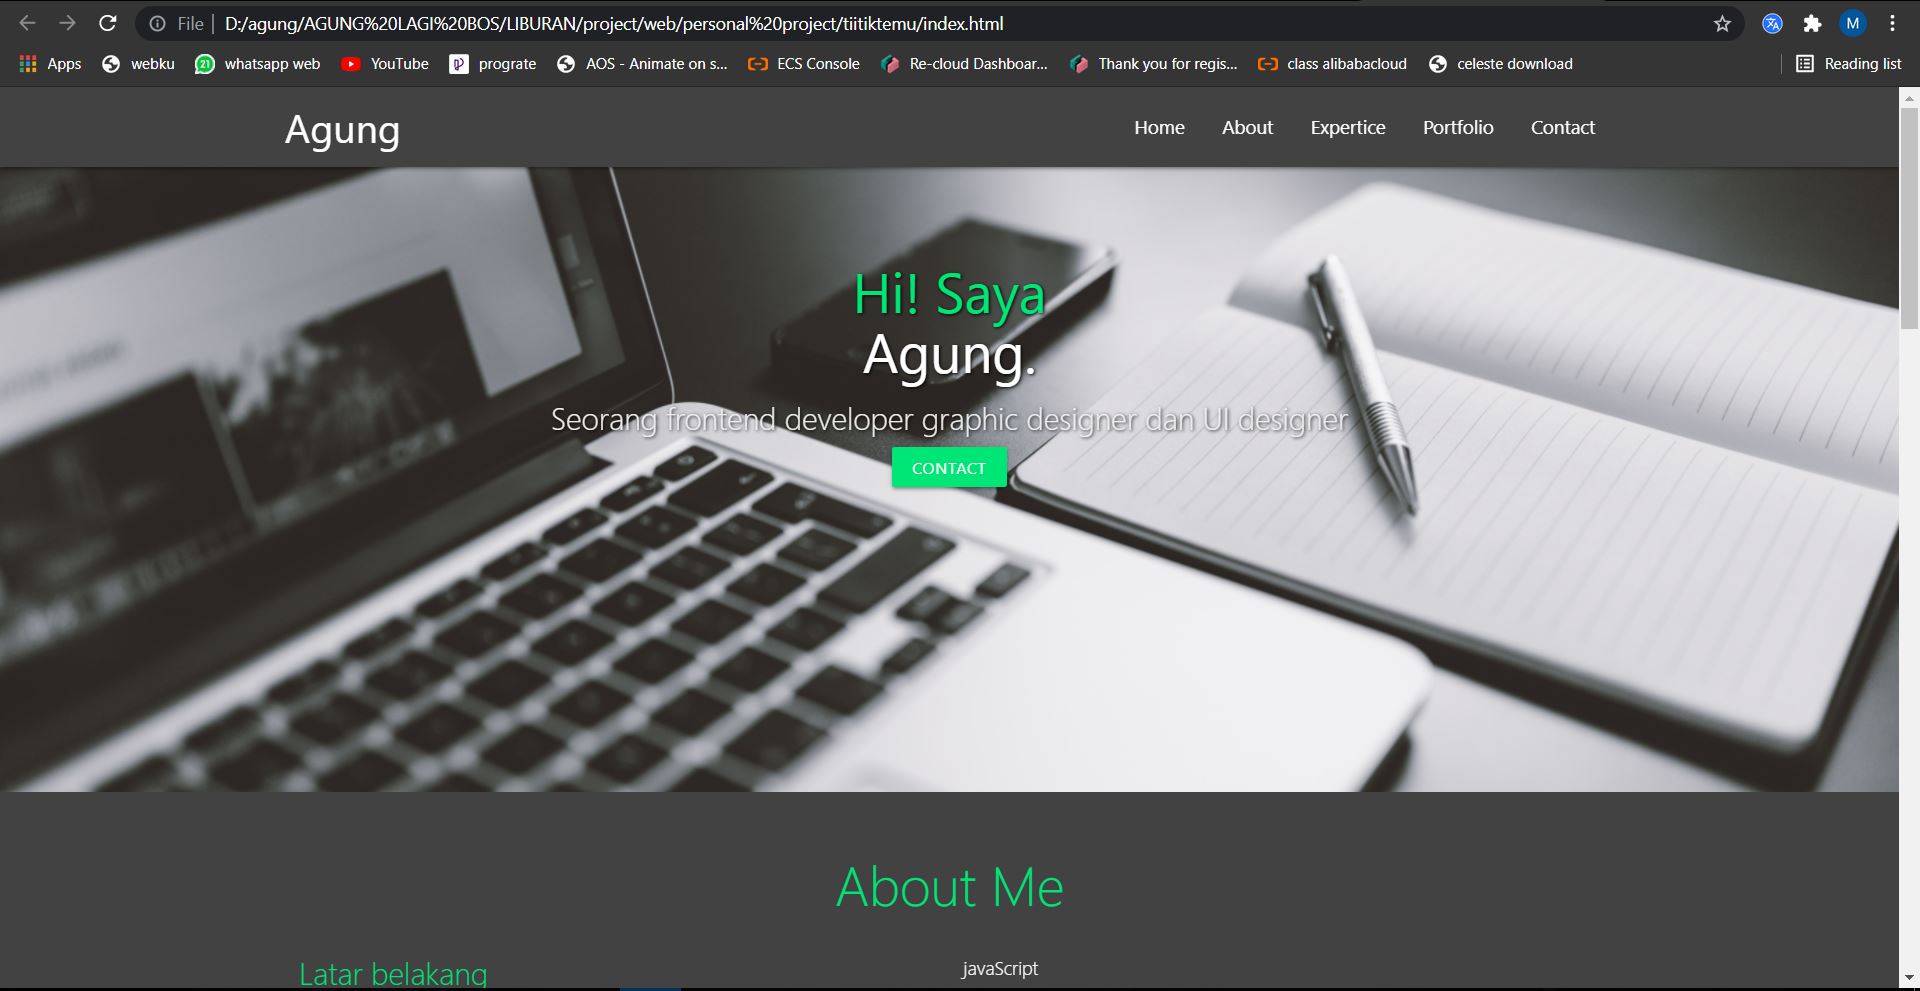 File | D:/agung/AGUNG%20LAGI%20BOS/LIBURAN/project/web/personal%20project/tiitiktemu/index.html
M
Apps webku 21 whatsapp web YouTube prograte AOS - Animate on s... ECS Console Re-cloud Dashboar... Thank you for regis... class alibabacloud celeste download Reading list
Agung Home About Expertice Portfolio Contact
Hi! Saya
Agung.
Seorang frontend developer graphic designer dan UI designer
CONTACT
About Me
Latar belakang javaScript